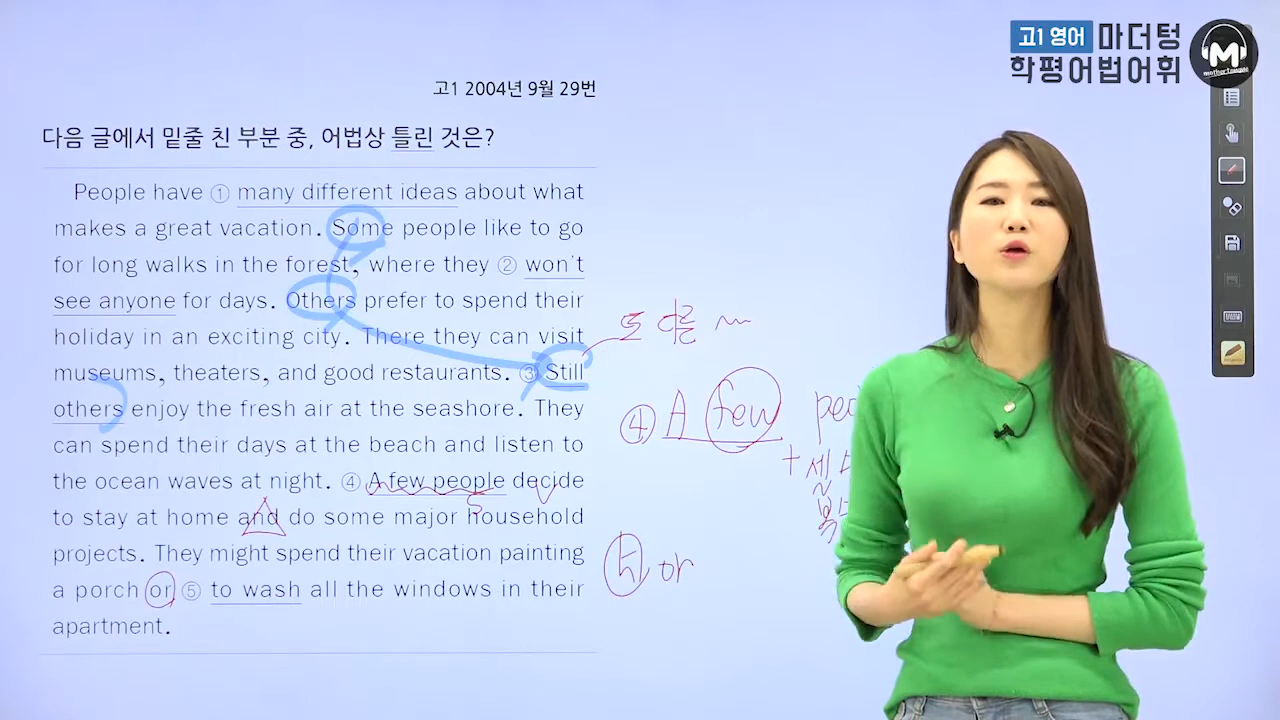 고1 영어 마더텅
학평어법어휘
M
mothertongue
고1 2004년 9월 29번
다음 글에서 밑줄 친 부분 중, 어법상 틀린 것은?
People have ① many different ideas about what
makes a great vacation. Some people like to go
for long walks in the forest, where they ② won't
see anyone for days. Others prefer to spend their
holiday in an exciting city. There they can visit
museums, theaters, and good restaurants. ③ Still
others enjoy the fresh air at the seashore. They
can spend their days at the beach and listen to
the ocean waves at night. ④ A few people decide
to stay at home and do some major household
projects. They might spend their vacation painting
a porch or ⑤ to wash all the windows in their
apartment.
또 다른
④ A few
+ 셀
or
S
V